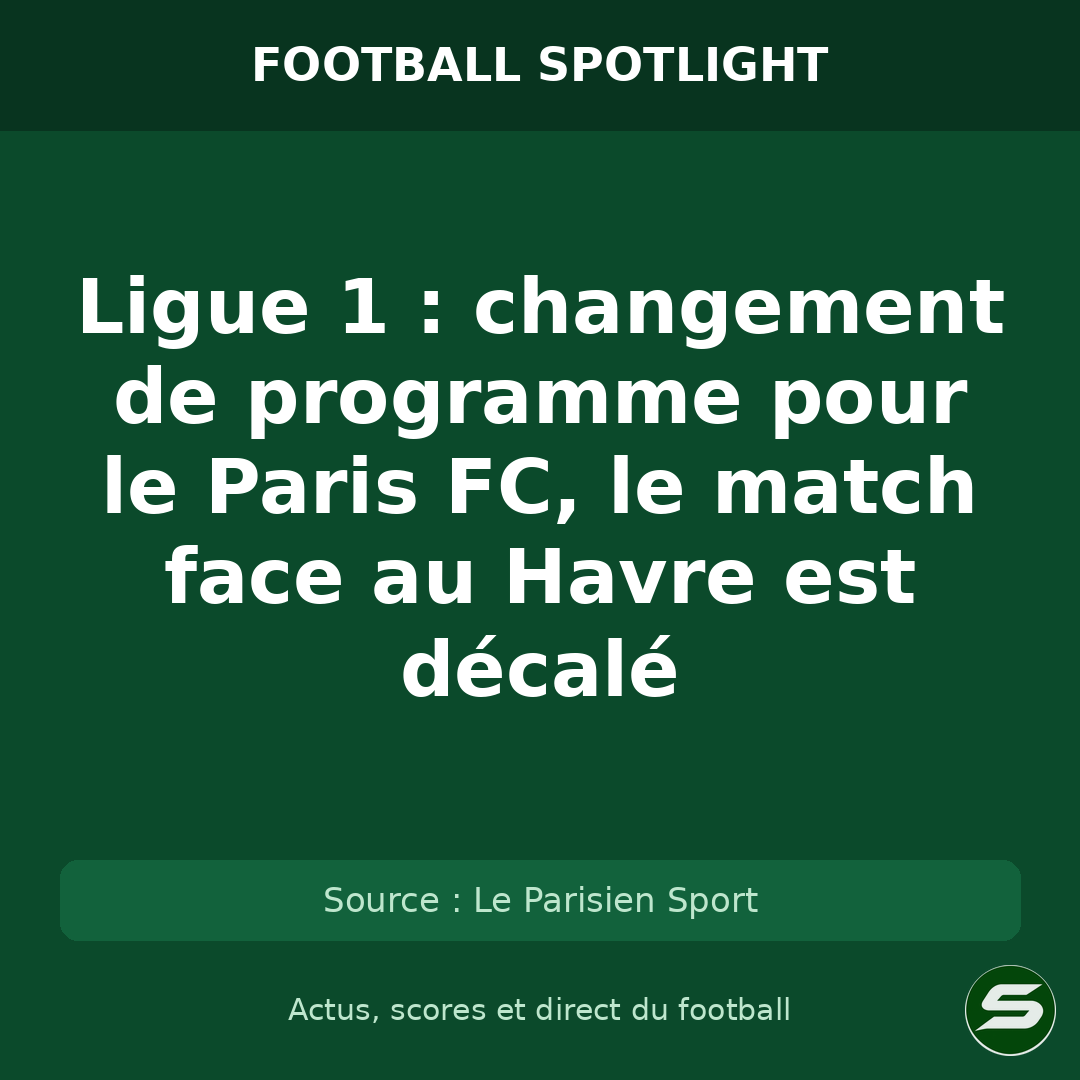 FOOTBALL SPOTLIGHT
Ligue 1 : changement
de programme pour
le Paris FC, le match
face au Havre est
décalé
Source : Le Parisien Sport
Actus, scores et direct du football
S